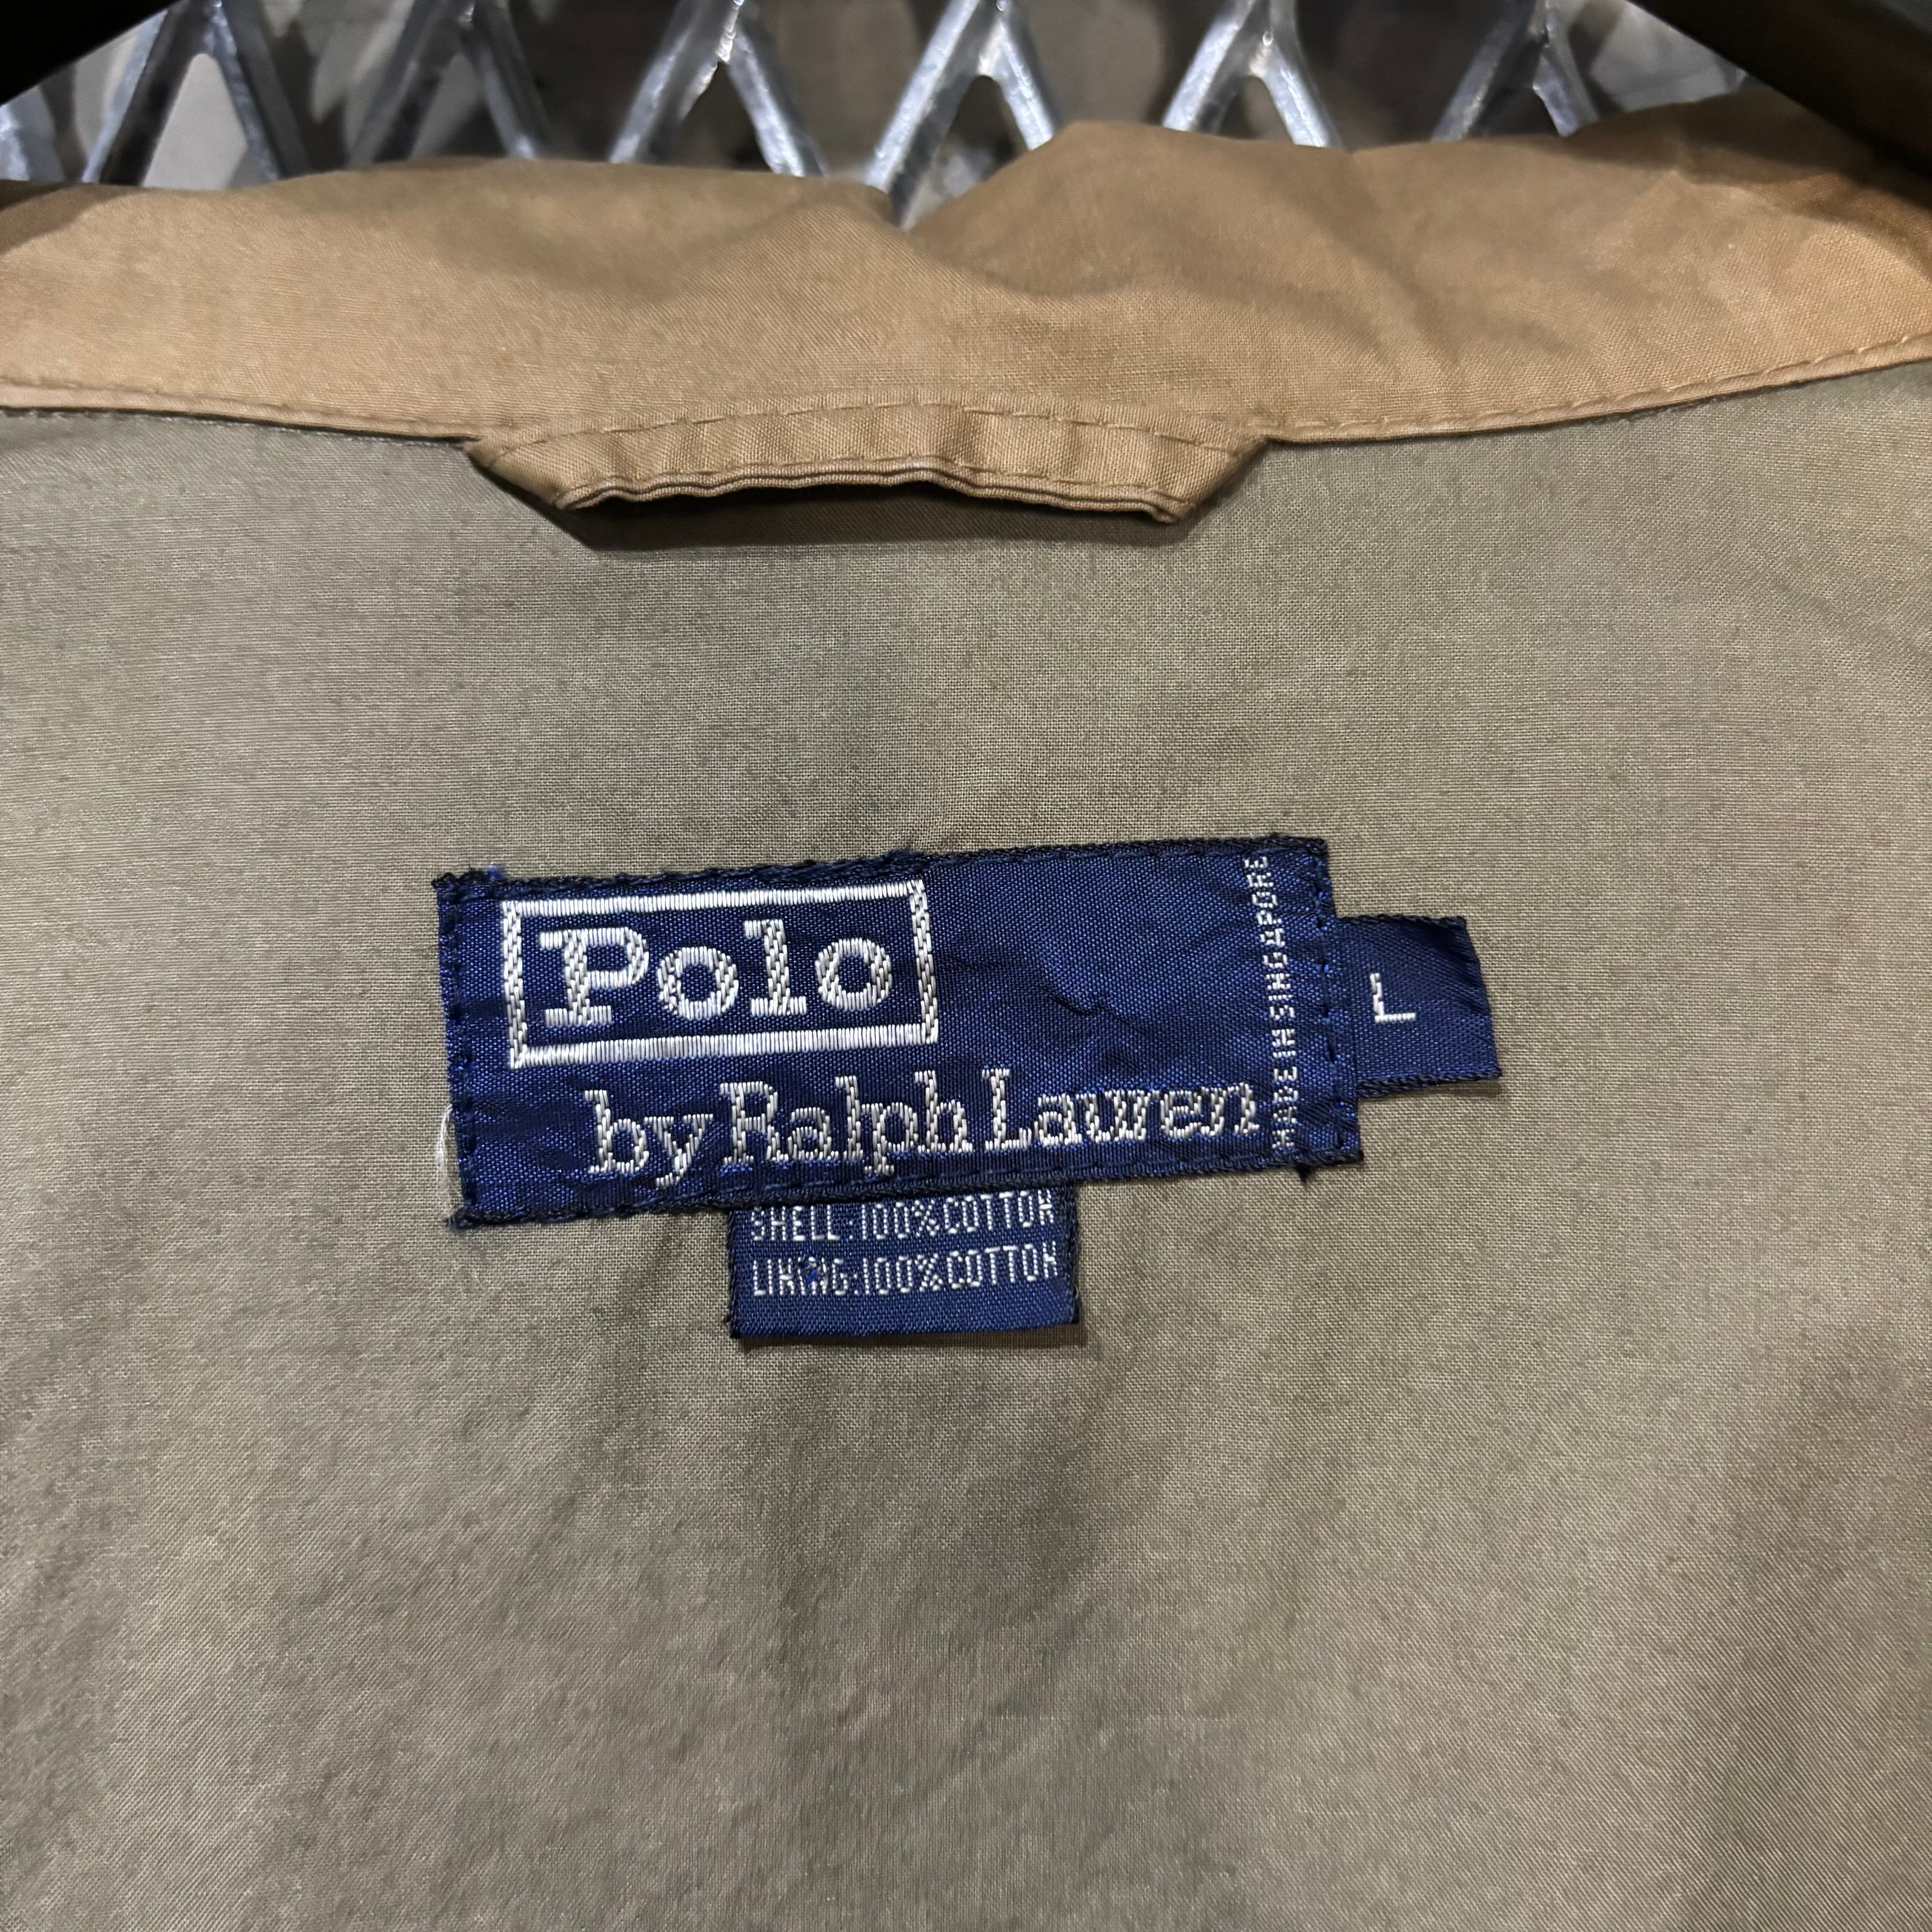 Polo
by Ralph Lauren
MADE IN SINGAPORE
L
SHELL:100%COTTON
LINING:100%COTTON